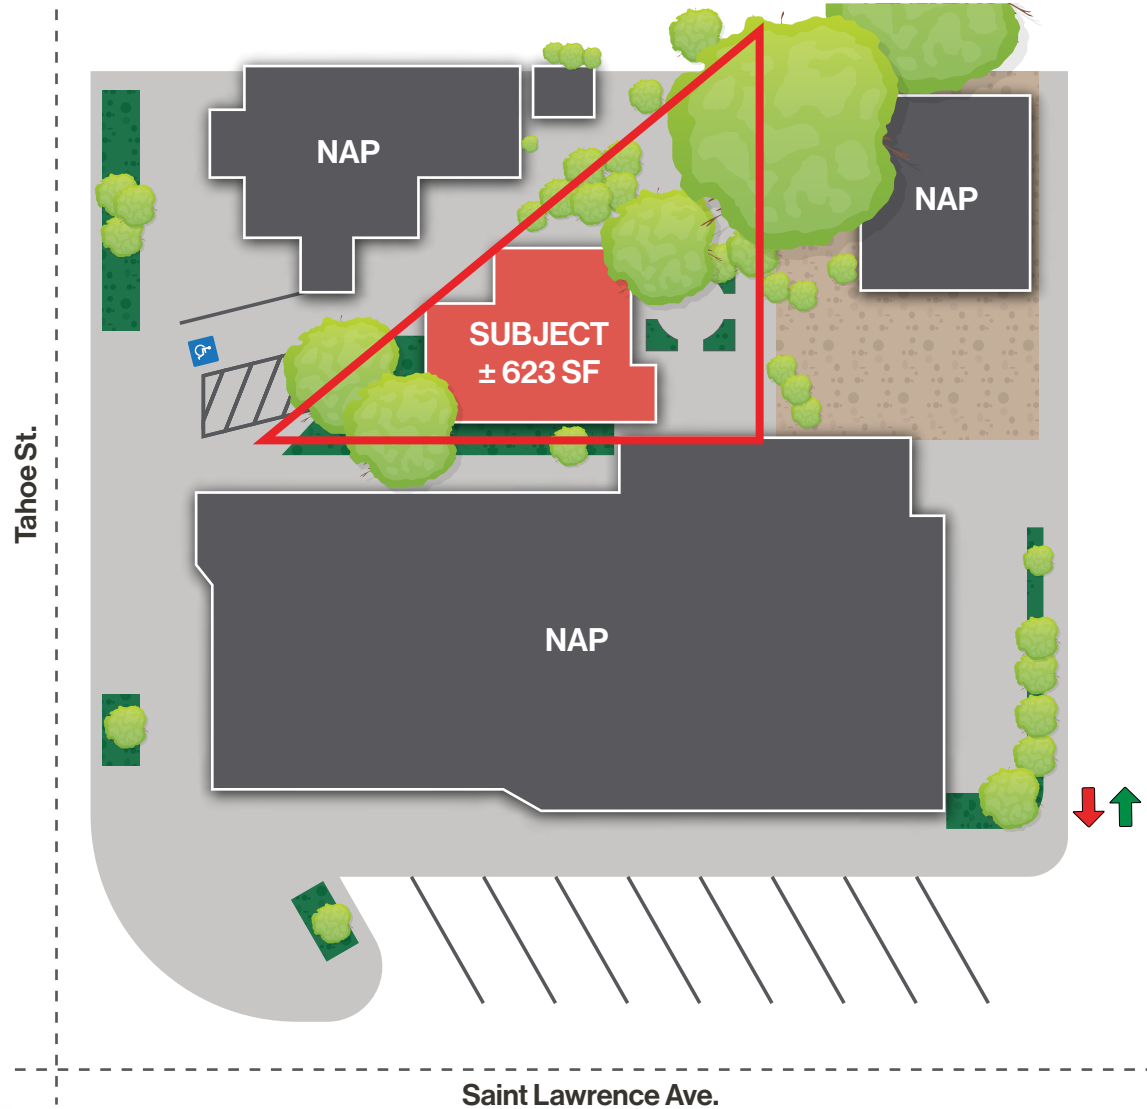 NAP
NAP
SUBJECT
± 623 SF
NAP
Tahoe St.
Saint Lawrence Ave.